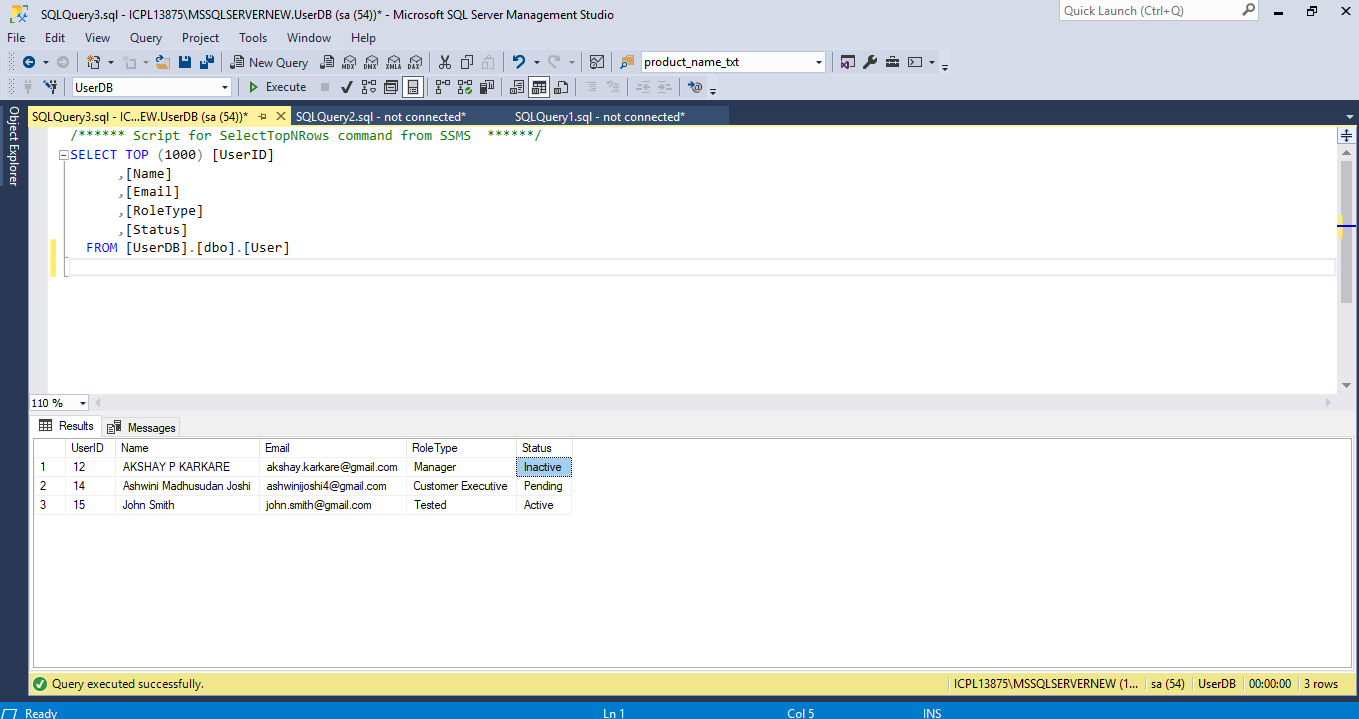 SQLQuery3.sql - ICPL13875\MSSQLSERVERNEW.UserDB (sa (54))* - Microsoft SQL Server Management Studio
Quick Launch (Ctrl+Q)
File Edit View Query Project Tools Window Help
New Query MDX DMX XMLA DAX product_name_txt
UserDB Execute
Object Explorer
SQLQuery3.sql - IC...EW.UserDB (sa (54))* SQLQuery2.sql - not connected* SQLQuery1.sql - not connected*
/****** Script for SelectTopNRows command from SSMS  ******/
SELECT TOP (1000) [UserID]
,[Name]
,[Email]
,[RoleType]
,[Status]
FROM [UserDB].[dbo].[User]
110 %
Results Messages
UserID Name Email RoleType Status
1 12 AKSHAY P KARKARE akshay.karkare@gmail.com Manager Inactive
2 14 Ashwini Madhusudan Joshi ashwinijoshi4@gmail.com Customer Executive Pending
3 15 John Smith john.smith@gmail.com Tested Active
Query executed successfully. ICPL13875\MSSQLSERVERNEW (1... sa (54) UserDB 00:00:00 3 rows
Ready Ln 1 Col 5 INS